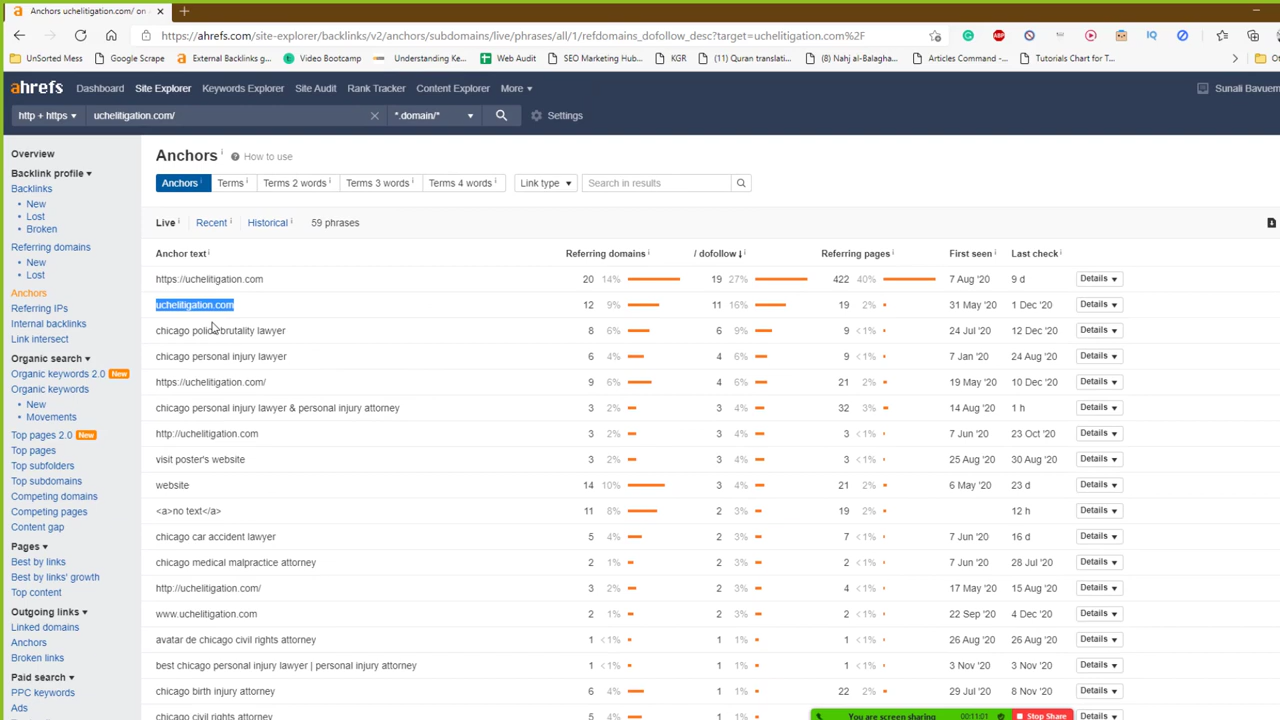 Anchors uchelitigation.com/ on
https://ahrefs.com/site-explorer/backlinks/v2/anchors/subdomains/live/phrases/all/1/refdomains_dofollow_desc?target=uchelitigation.com%2F
ABP
IQ
UnSorted Mess Google Scrape External Backlinks g... Video Bootcamp Understanding Ke... Web Audit SEO Marketing Hub... KGR (11) Quran translati... (8) Nahj al-Balagha... Articles Command -... Tutorials Chart for T...
ahrefs Dashboard Site Explorer Keywords Explorer Site Audit Rank Tracker Content Explorer More Sunali Bavuem
http + https uchelitigation.com/ *.domain/* Settings
Overview
Backlink profile
Backlinks
• New
• Lost
• Broken
Referring domains
• New
• Lost
Anchors
Referring IPs
Internal backlinks
Link intersect
Organic search
Organic keywords 2.0 New
Organic keywords
• New
• Movements
Top pages 2.0 New
Top pages
Top subfolders
Top subdomains
Competing domains
Competing pages
Content gap
Pages
Best by links
Best by links' growth
Top content
Outgoing links
Linked domains
Anchors
Broken links
Paid search
PPC keywords
Ads
Anchors How to use
Anchors Terms Terms 2 words Terms 3 words Terms 4 words Link type Search in results
Live Recent Historical 59 phrases
Anchor text Referring domains / dofollow Referring pages First seen Last check
https://uchelitigation.com 20 14% 19 27% 422 40% 7 Aug '20 9 d Details
uchelitigation.com 12 9% 11 16% 19 2% 31 May '20 1 Dec '20 Details
chicago police brutality lawyer 8 6% 6 9% 9 <1% 24 Jul '20 12 Dec '20 Details
chicago personal injury lawyer 6 4% 4 6% 9 <1% 7 Jan '20 24 Aug '20 Details
https://uchelitigation.com/ 9 6% 4 6% 21 2% 19 May '20 10 Dec '20 Details
chicago personal injury lawyer & personal injury attorney 3 2% 3 4% 32 3% 14 Aug '20 1 h Details
http://uchelitigation.com 3 2% 3 4% 3 <1% 7 Jun '20 23 Oct '20 Details
visit poster's website 3 2% 3 4% 3 <1% 25 Aug '20 30 Aug '20 Details
website 14 10% 3 4% 21 2% 6 May '20 23 d Details
<a>no text</a> 11 8% 2 3% 19 2% 12 h Details
chicago car accident lawyer 5 4% 2 3% 7 <1% 7 Jun '20 16 d Details
chicago medical malpractice attorney 2 1% 2 3% 2 <1% 7 Jun '20 28 Jul '20 Details
http://uchelitigation.com/ 3 2% 2 3% 4 <1% 17 May '20 15 Aug '20 Details
www.uchelitigation.com 2 1% 2 3% 2 <1% 22 Sep '20 4 Dec '20 Details
avatar de chicago civil rights attorney 1 <1% 1 1% 1 <1% 26 Aug '20 26 Aug '20 Details
best chicago personal injury lawyer | personal injury attorney 1 <1% 1 1% 1 <1% 3 Nov '20 3 Nov '20 Details
chicago birth injury attorney 6 4% 1 1% 22 2% 29 Jul '20 8 Nov '20 Details
chicago civil rights attorney 5 4% 1 1% Details
You are screen sharing 00:11:01 Stop Share